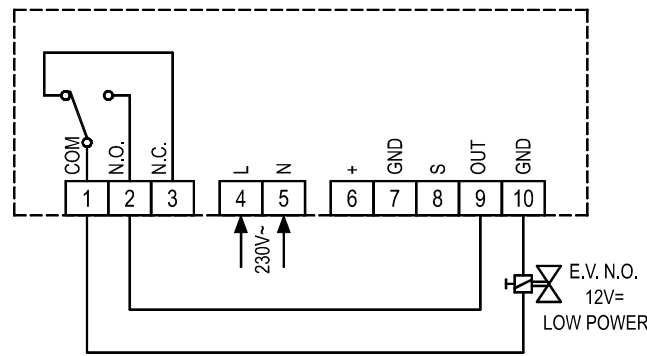 COM
N.O.
N.C.
L
N
+
GND
S
OUT
GND
1
2
3
4
5
6
7
8
9
10
230V~
E.V. N.O.
12V=
LOW POWER